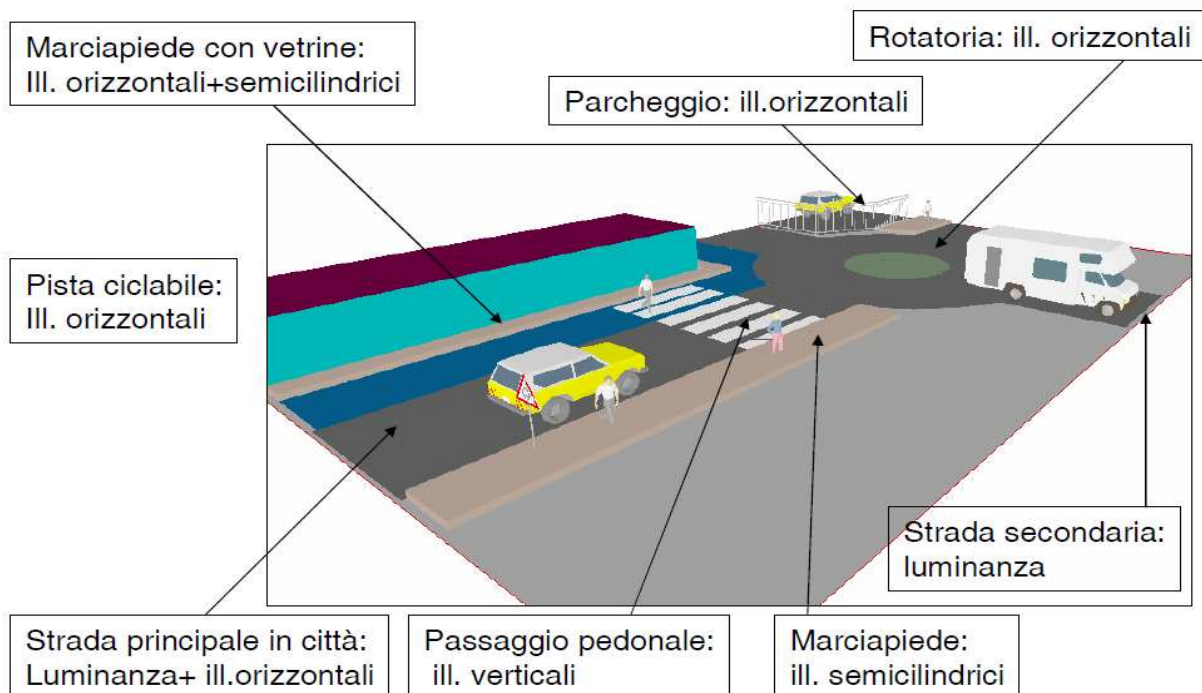 Marciapiede con vetrine:
Ill. orizzontali+semicilindrici
Rotatoria: ill. orizzontali
Parcheggio: ill.orizzontali
Pista ciclabile:
Ill. orizzontali
Strada secondaria:
luminanza
Strada principale in città:
Luminanza+ ill.orizzontali
Passaggio pedonale:
ill. verticali
Marciapiede:
ill. semicilindrici